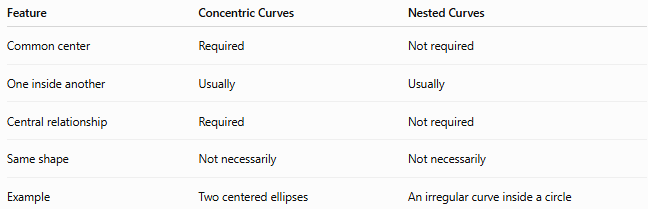 Feature Concentric Curves Nested Curves
Common center Required Not required
One inside another Usually Usually
Central relationship Required Not required
Same shape Not necessarily Not necessarily
Example Two centered ellipses An irregular curve inside a circle